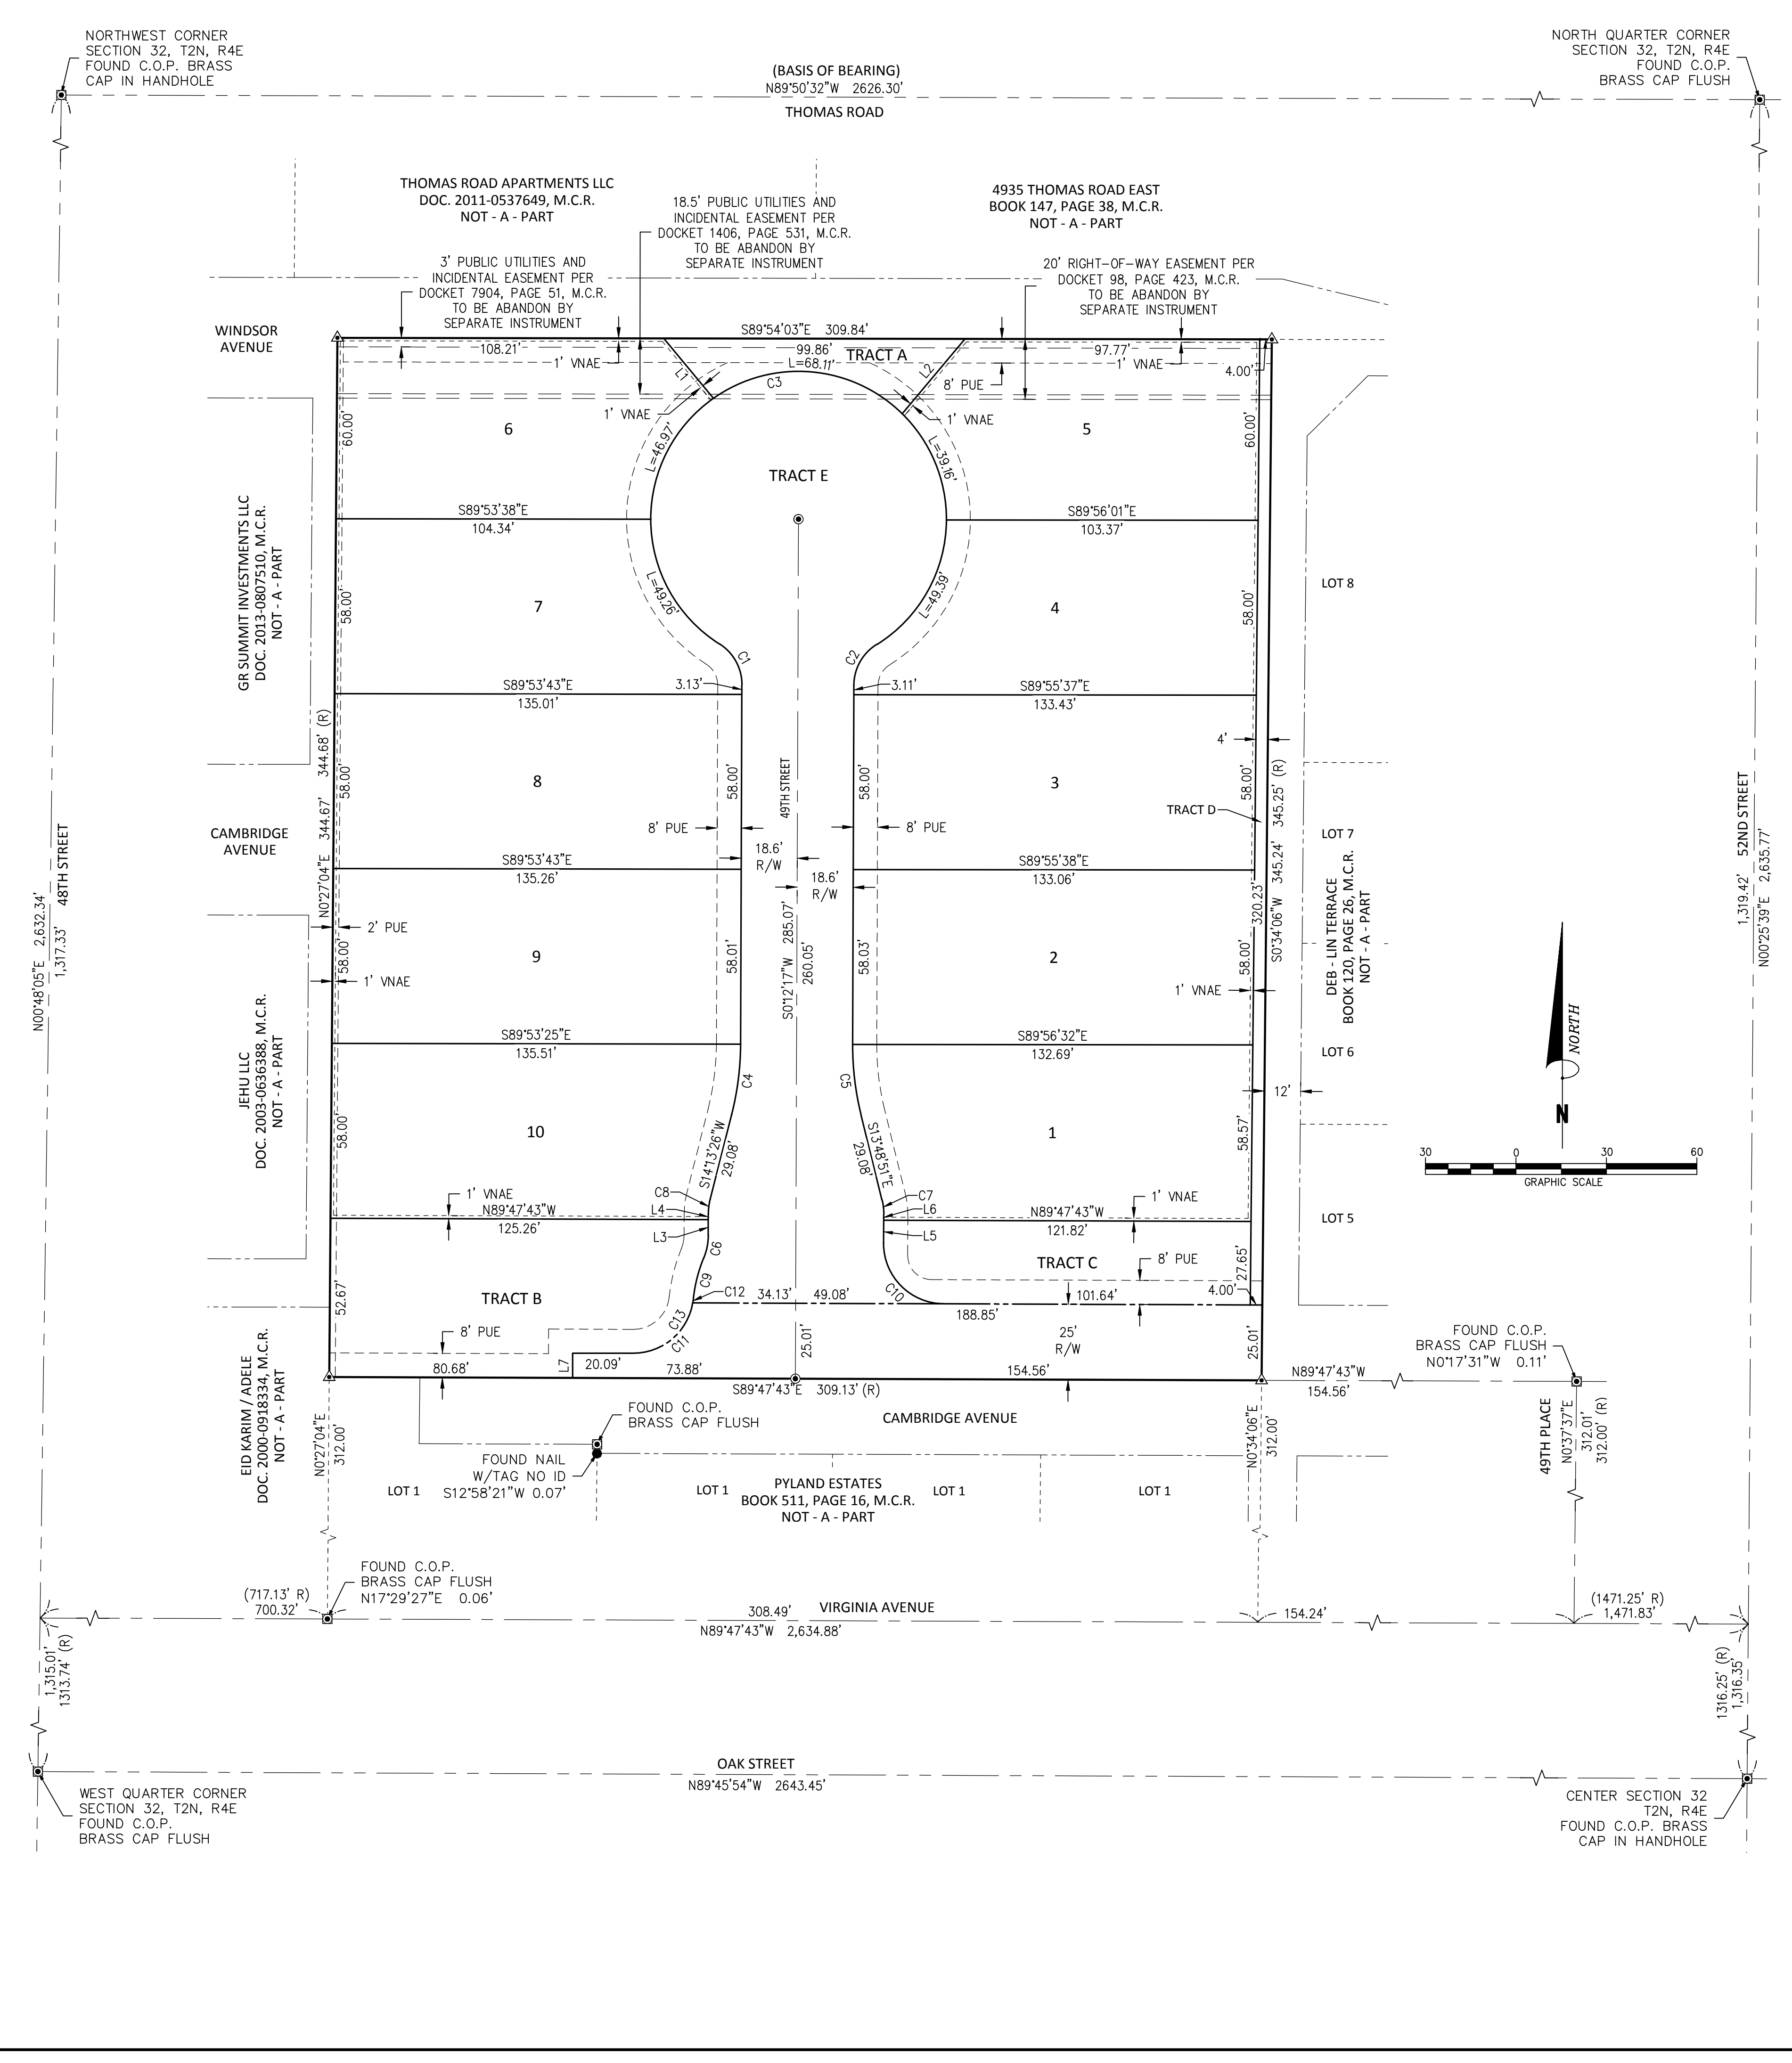 NORTHWEST CORNER
SECTION 32, T2N, R4E
FOUND C.O.P. BRASS
CAP IN HANDHOLE
NORTH QUARTER CORNER
SECTION 32, T2N, R4E
FOUND C.O.P.
BRASS CAP FLUSH
(BASIS OF BEARING)
N89°50'32"W 2626.30'
THOMAS ROAD
THOMAS ROAD APARTMENTS LLC
DOC. 2011-0537649, M.C.R.
NOT - A - PART
18.5' PUBLIC UTILITIES AND
INCIDENTAL EASEMENT PER
DOCKET 1406, PAGE 531, M.C.R.
TO BE ABANDON BY
SEPARATE INSTRUMENT
4935 THOMAS ROAD EAST
BOOK 147, PAGE 38, M.C.R.
NOT - A - PART
3' PUBLIC UTILITIES AND
INCIDENTAL EASEMENT PER
DOCKET 7904, PAGE 51, M.C.R.
TO BE ABANDON BY
SEPARATE INSTRUMENT
20' RIGHT-OF-WAY EASEMENT PER
DOCKET 98, PAGE 423, M.C.R.
TO BE ABANDON BY
SEPARATE INSTRUMENT
WINDSOR
AVENUE
S89°54'03"E 309.84'
108.21'
99.86'
97.77'
TRACT A
1' VNAE
L=68.11'
1' VNAE
4.00'
L1
C3
L2
8' PUE
1' VNAE
1' VNAE
60.00'
6
L=46.97'
L=39.16'
5
60.00'
TRACT E
S89°53'38"E
104.34'
S89°56'01"E
103.37'
GR SUMMIT INVESTMENTS LLC
DOC. 2013-0807510, M.C.R.
NOT - A - PART
58.00'
7
L=49.26'
L=49.39'
4
58.00'
LOT 8
C1
C2
S89°53'43"E
135.01'
3.13'
3.11'
S89°55'37"E
133.43'
344.68' (R)
N0°27'04"E 344.67'
58.00'
8
58.00'
49TH STREET
58.00'
3
58.00'
4'
S0°34'06"W 345.24' 345.25' (R)
TRACT D
8' PUE
8' PUE
CAMBRIDGE
AVENUE
LOT 7
18.6'
R/W
18.6'
R/W
S89°53'43"E
135.26'
S89°55'38"E
133.06'
320.23'
48TH STREET
N00°48'05"E 2,632.34'
1,317.33'
52ND STREET
1,319.42'
N00°25'39"E 2,635.77'
DEB - LIN TERRACE
BOOK 120, PAGE 26, M.C.R.
NOT - A - PART
2' PUE
58.00'
1' VNAE
9
58.01'
S0°12'17"W 285.07'
260.05'
58.03'
2
58.00'
1' VNAE
S89°53'25"E
135.51'
S89°56'32"E
132.69'
LOT 6
JEHU LLC
DOC. 2003-0636388, M.C.R.
NOT - A - PART
C4
C5
12'
58.00'
10
S14°13'26"W
29.08'
S13°48'51"E
29.08'
1
58.57'
NORTH
N
30 0 30 60
GRAPHIC SCALE
1' VNAE
C8
L4
L3
C7
L6
L5
1' VNAE
N89°47'43"W
125.26'
N89°47'43"W
121.82'
LOT 5
C6
C9
8' PUE
TRACT C
27.65'
52.67'
TRACT B
C12
C10
34.13'
49.08'
101.64'
4.00'
188.85'
8' PUE
C13
C11
25.01'
25'
R/W
25.01'
L7
20.09'
80.68'
73.88'
154.56'
S89°47'43"E 309.13' (R)
FOUND C.O.P.
BRASS CAP FLUSH
N0°17'31"W 0.11'
N89°47'43"W
154.56'
EID KARIM / ADELE
DOC. 2000-0918334, M.C.R.
NOT - A - PART
N0°27'04"E
312.00'
FOUND C.O.P.
BRASS CAP FLUSH
CAMBRIDGE AVENUE
N0°34'06"E
312.00'
49TH PLACE
N0°37'37"E
312.01'
312.00' (R)
FOUND NAIL
W/TAG NO ID
S12°58'21"W 0.07'
LOT 1
LOT 1
PYLAND ESTATES
BOOK 511, PAGE 16, M.C.R.
NOT - A - PART
LOT 1
LOT 1
FOUND C.O.P.
BRASS CAP FLUSH
N17°29'27"E 0.06'
(717.13' R)
700.32'
308.49'
VIRGINIA AVENUE
N89°47'43"W 2,634.88'
154.24'
(1471.25' R)
1,471.83'
1,315.01'
1313.74' (R)
1316.25' (R)
1,316.35'
OAK STREET
N89°45'54"W 2643.45'
WEST QUARTER CORNER
SECTION 32, T2N, R4E
FOUND C.O.P.
BRASS CAP FLUSH
CENTER SECTION 32
T2N, R4E
FOUND C.O.P. BRASS
CAP IN HANDHOLE